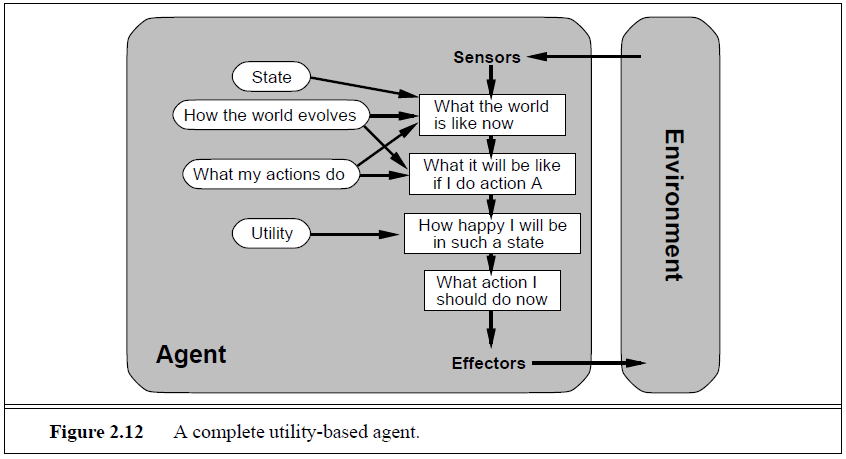 Sensors
State
What the world
is like now
How the world evolves
What it will be like
if I do action A
What my actions do
How happy I will be
in such a state
Utility
What action I
should do now
Agent
Effectors
Environment
Figure 2.12 A complete utility-based agent.